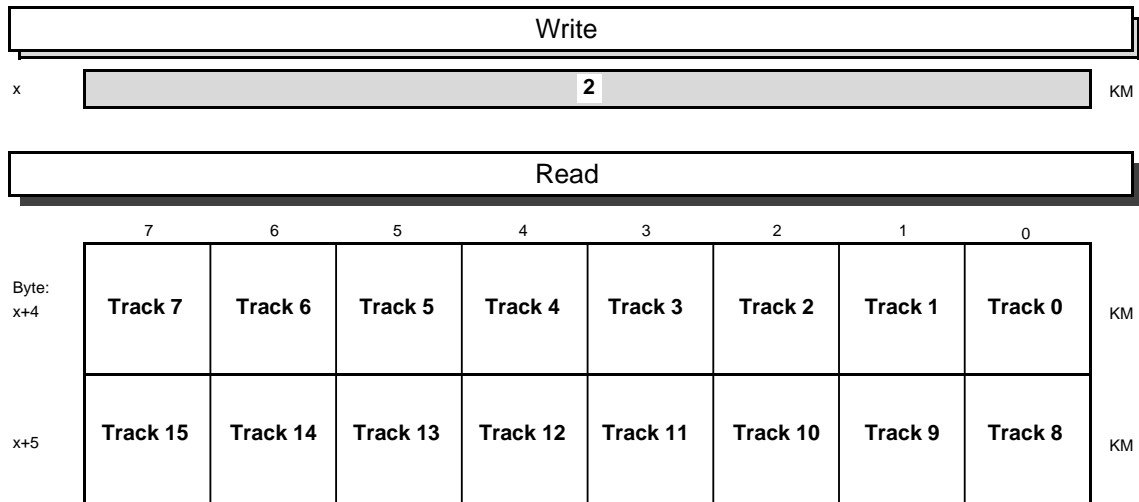 Write
x 2 KM
Read
7 6 5 4 3 2 1 0
Byte:
x+4 Track 7 Track 6 Track 5 Track 4 Track 3 Track 2 Track 1 Track 0 KM
x+5 Track 15 Track 14 Track 13 Track 12 Track 11 Track 10 Track 9 Track 8 KM